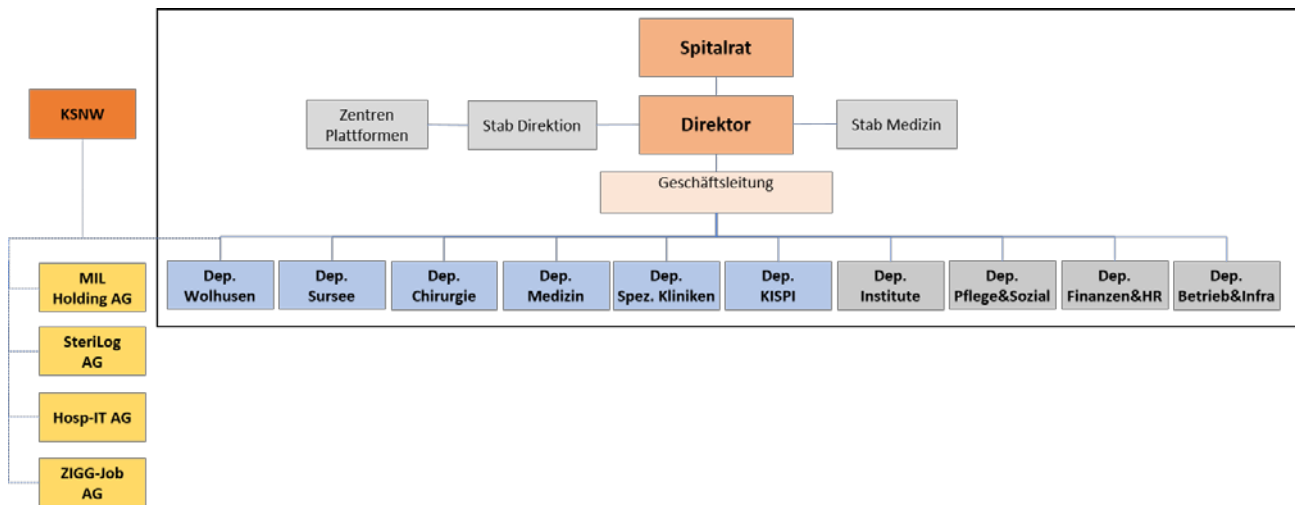 Spitalrat
KSNW
Zentren
Plattformen
Stab Direktion
Direktor
Stab Medizin
Geschäftsleitung
Dep.
Wolhusen
Dep.
Sursee
Dep.
Chirurgie
Dep.
Medizin
Dep.
Spez. Kliniken
Dep.
KISPI
Dep.
Institute
Dep.
Pflege&Sozial
Dep.
Finanzen&HR
Dep.
Betrieb&Infra
MIL
Holding AG
SteriLog
AG
Hosp-IT AG
ZIGG-Job
AG